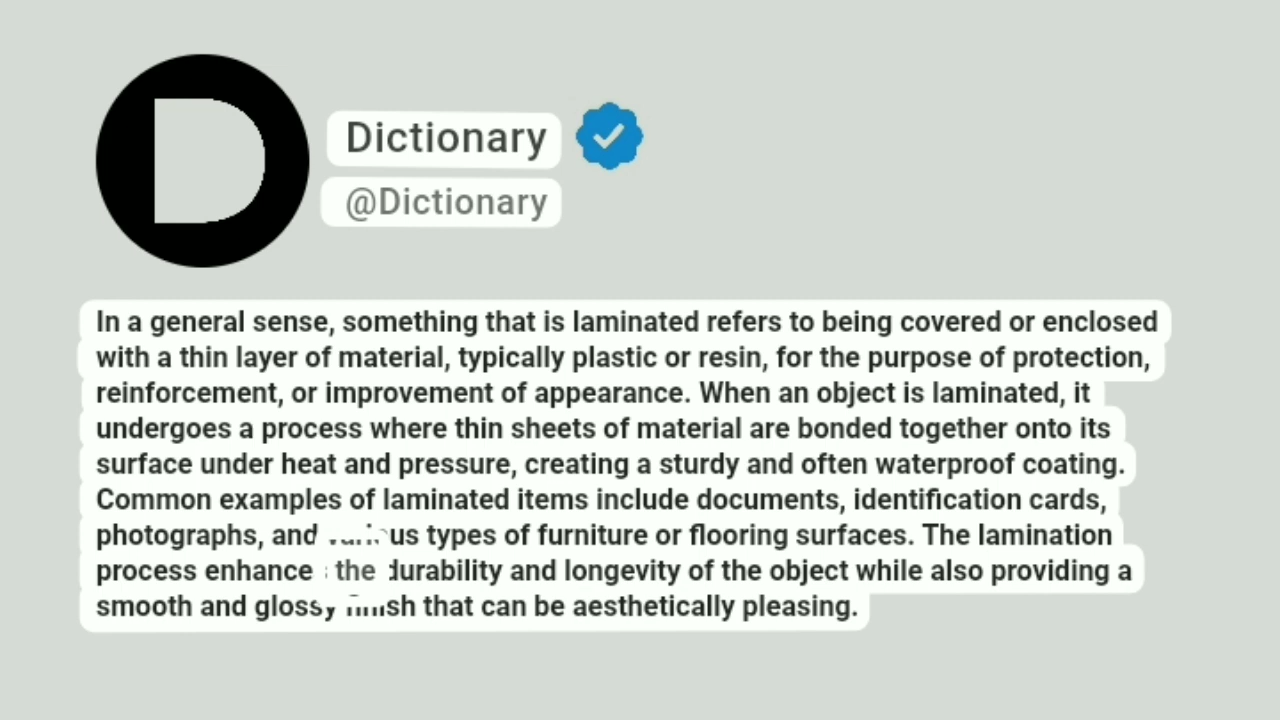 D
Dictionary
@Dictionary
In a general sense, something that is laminated refers to being covered or enclosed
with a thin layer of material, typically plastic or resin, for the purpose of protection,
reinforcement, or improvement of appearance. When an object is laminated, it
undergoes a process where thin sheets of material are bonded together onto its
surface under heat and pressure, creating a sturdy and often waterproof coating.
Common examples of laminated items include documents, identification cards,
photographs, and types of furniture or flooring surfaces. The lamination
process the durability and longevity of the object while also providing a
smooth and glossy that can be aesthetically pleasing.